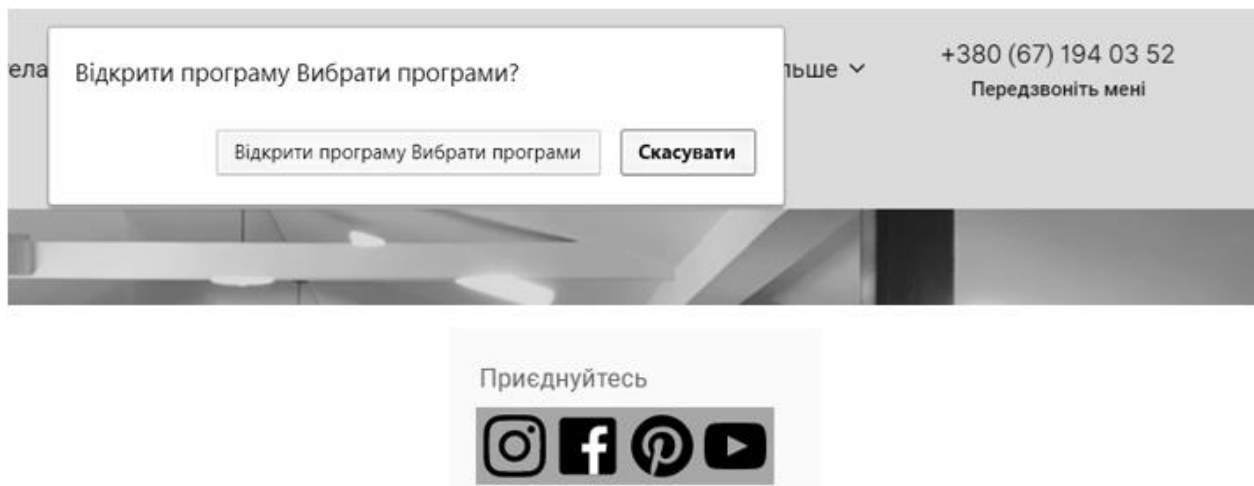 Відкрити програму Вибрати програми?
Відкрити програму Вибрати програми
Скасувати
+380 (67) 194 03 52
Передзвоніть мені
Приєднуйтесь